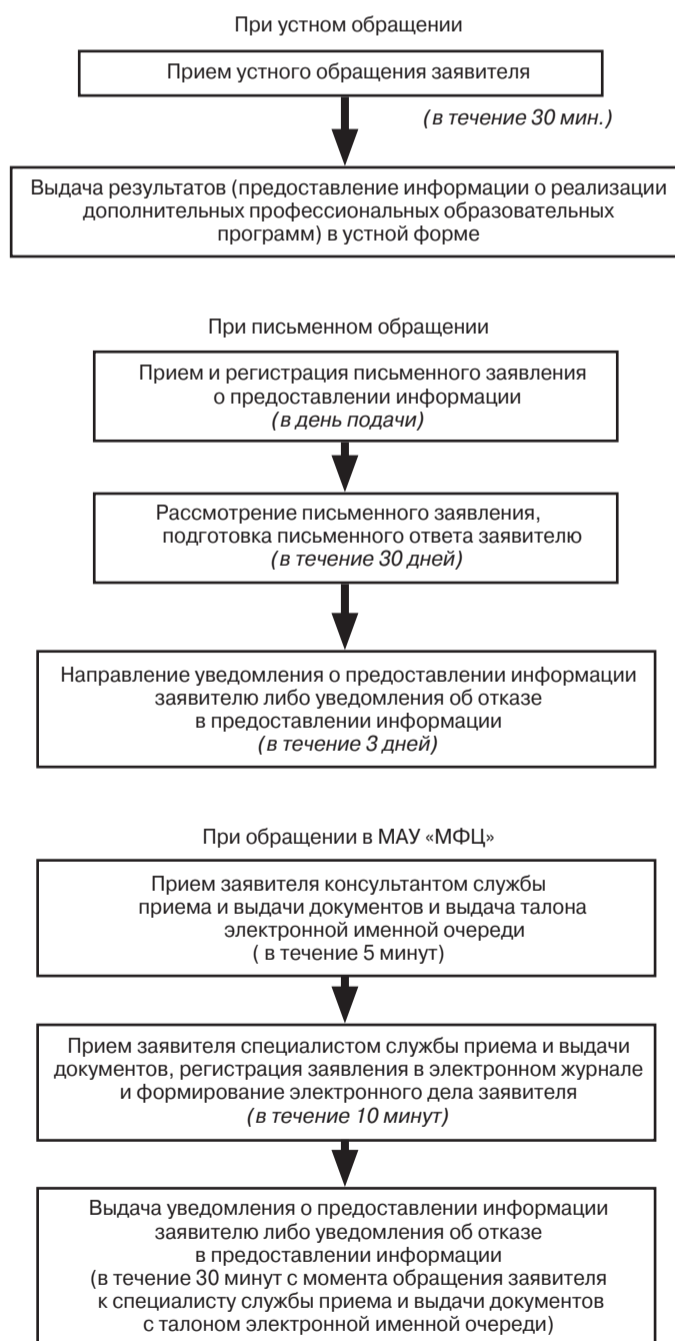 При устном обращении
Прием устного обращения заявителя
(в течение 30 мин.)
Выдача результатов (предоставление информации о реализации
дополнительных профессиональных образовательных
программ) в устной форме
При письменном обращении
Прием и регистрация письменного заявления
о предоставлении информации
(в день подачи)
Рассмотрение письменного заявления,
подготовка письменного ответа заявителю
(в течение 30 дней)
Направление уведомления о предоставлении информации
заявителю либо уведомления об отказе
в предоставлении информации
(в течение 3 дней)
При обращении в МАУ «МФЦ»
Прием заявителя консультантом службы
приема и выдачи документов и выдача талона
электронной именной очереди
( в течение 5 минут)
Прием заявителя специалистом службы приема и выдачи
документов, регистрация заявления в электронном журнале
и формирование электронного дела заявителя
(в течение 10 минут)
Выдача уведомления о предоставлении информации
заявителю либо уведомления об отказе
в предоставлении информации
(в течение 30 минут с момента обращения заявителя
к специалисту службы приема и выдачи документов
с талоном электронной именной очереди)